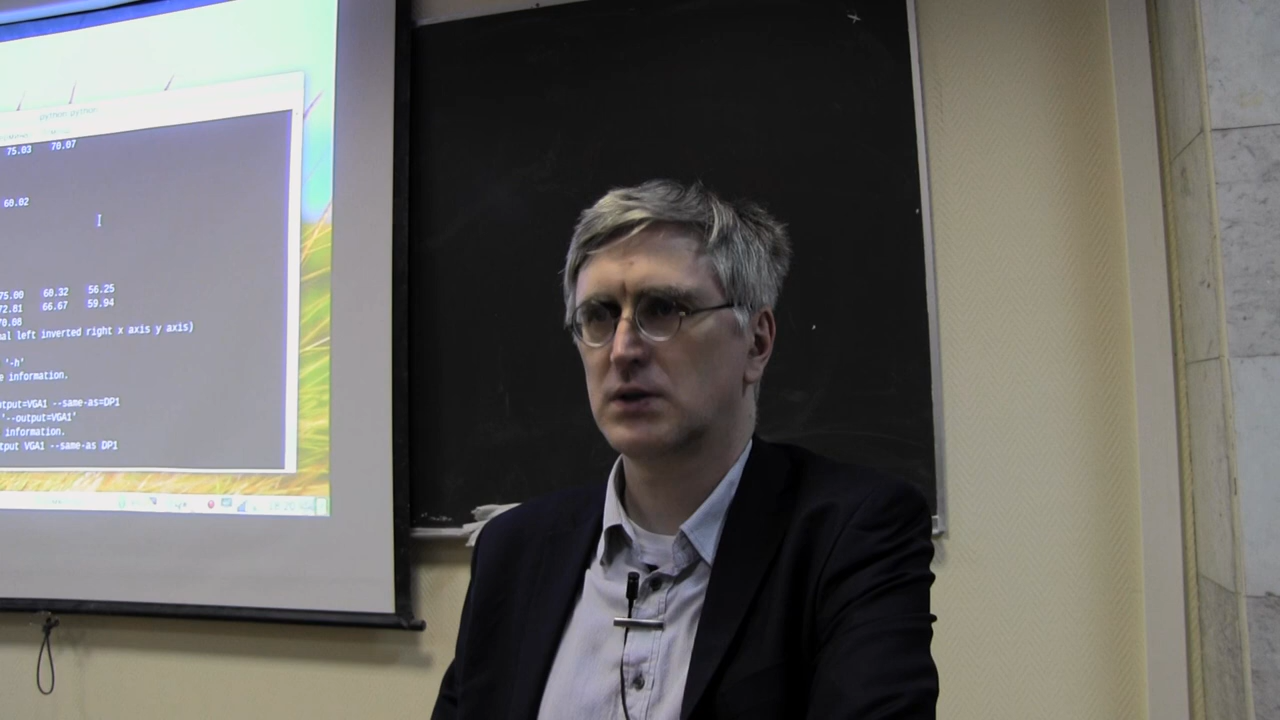 python.python
75.03 70.07
60.02
75.00 60.32 56.25
72.81 66.67 59.94
70.08
al left inverted right x axis y axis)
'-h'
e information.
utput=VGA1 --same-as=DP1
'--output=VGA1'
information.
tput VGA1 --same-as DP1